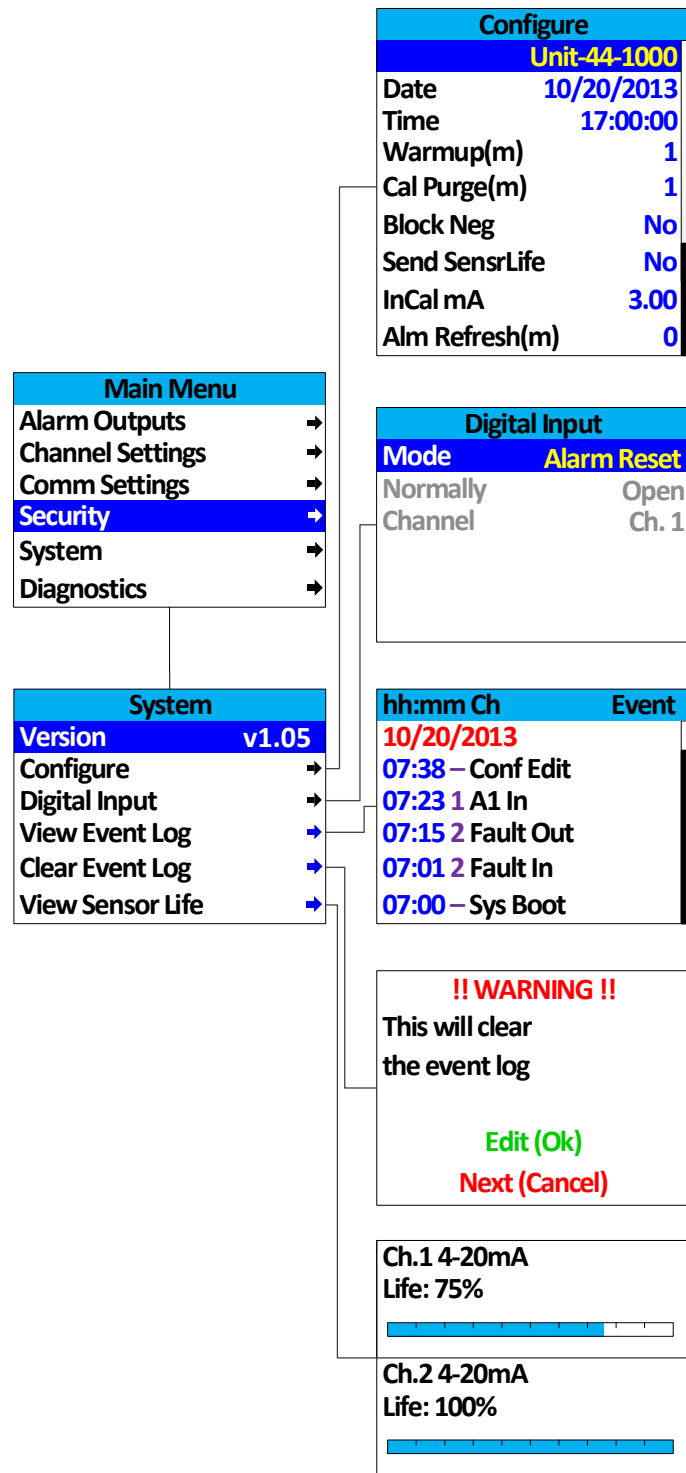 Configure
Unit-44-1000
Date 10/20/2013
Time 17:00:00
Warmup(m) 1
Cal Purge(m) 1
Block Neg No
Send SensrLife No
InCal mA 3.00
Alm Refresh(m) 0
Main Menu
Alarm Outputs
Channel Settings
Comm Settings
Security
System
Diagnostics
Digital Input
Mode Alarm Reset
Normally Open
Channel Ch. 1
System
Version v1.05
Configure
Digital Input
View Event Log
Clear Event Log
View Sensor Life
hh:mm Ch Event
10/20/2013
07:38 – Conf Edit
07:23 1 A1 In
07:15 2 Fault Out
07:01 2 Fault In
07:00 – Sys Boot
!! WARNING !!
This will clear
the event log
Edit (Ok)
Next (Cancel)
Ch.1 4-20mA
Life: 75%
Ch.2 4-20mA
Life: 100%